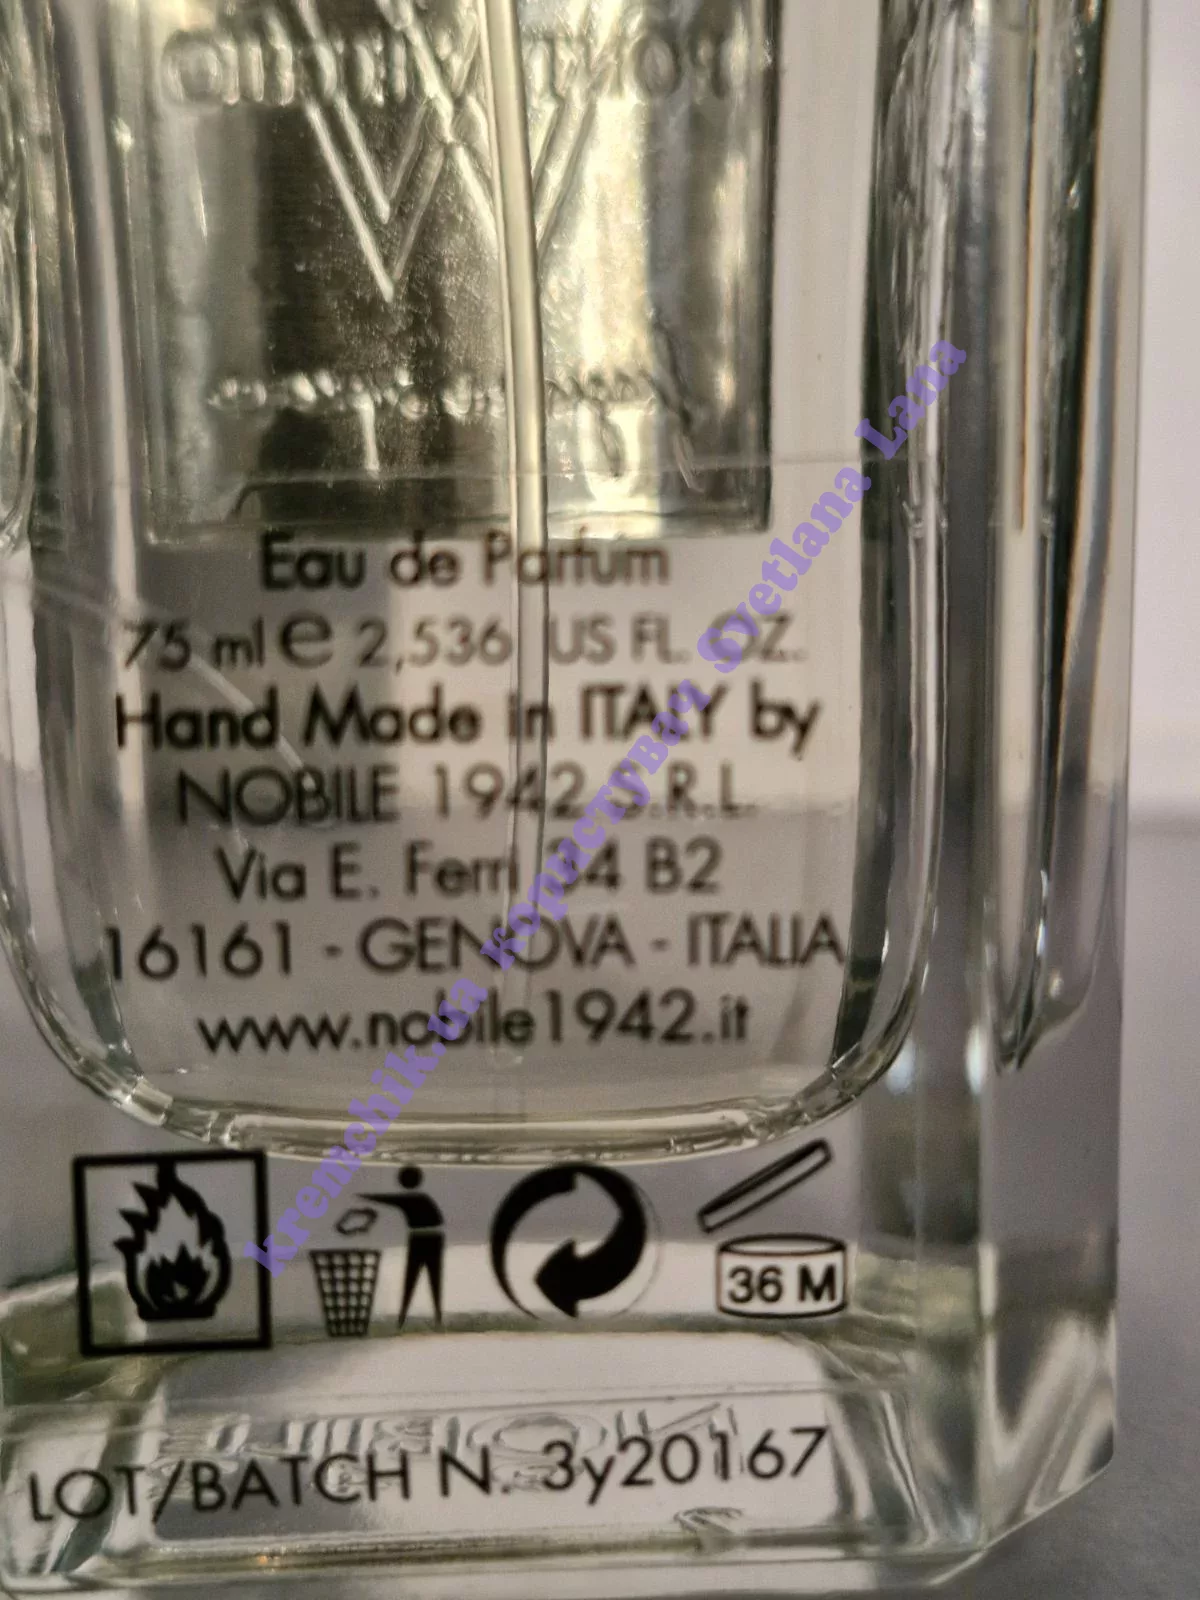 Eau de Parfum
75 ml e 2,536 US FL. OZ.
Hand Made in ITALY by
NOBILE 1942 S.R.L.
Via E. Ferri 34 B2
16161 - GENOVA - ITALIA
www.nobile1942.it
36 M
LOT/BATCH N. 3y20167
kremchik.ua користувач Svetlana Lana